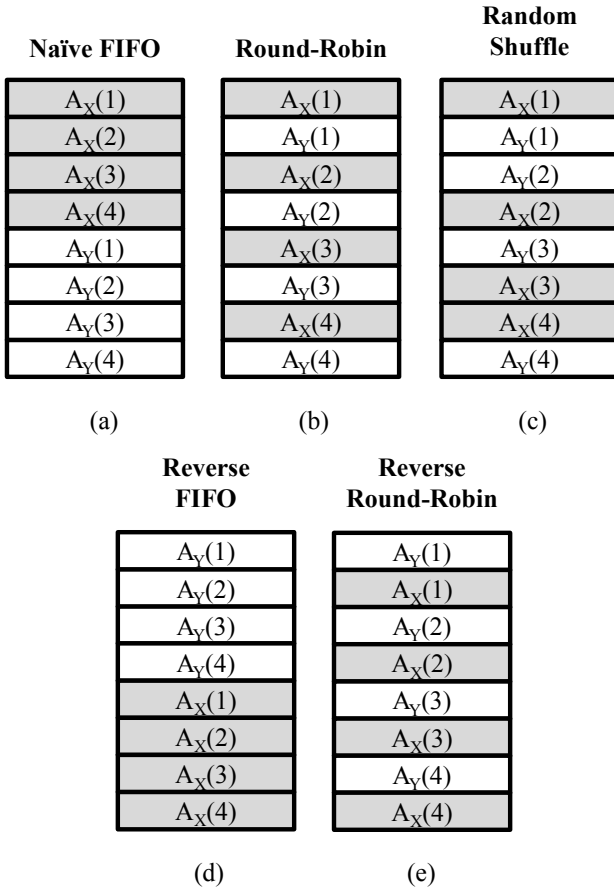 Naïve FIFO
A_X(1)
A_X(2)
A_X(3)
A_X(4)
A_Y(1)
A_Y(2)
A_Y(3)
A_Y(4)
(a)
Round-Robin
A_X(1)
A_Y(1)
A_X(2)
A_Y(2)
A_X(3)
A_Y(3)
A_X(4)
A_Y(4)
(b)
Random
Shuffle
A_X(1)
A_Y(1)
A_Y(2)
A_X(2)
A_Y(3)
A_X(3)
A_X(4)
A_Y(4)
(c)
Reverse
FIFO
A_Y(1)
A_Y(2)
A_Y(3)
A_Y(4)
A_X(1)
A_X(2)
A_X(3)
A_X(4)
(d)
Reverse
Round-Robin
A_Y(1)
A_X(1)
A_Y(2)
A_X(2)
A_Y(3)
A_X(3)
A_Y(4)
A_X(4)
(e)